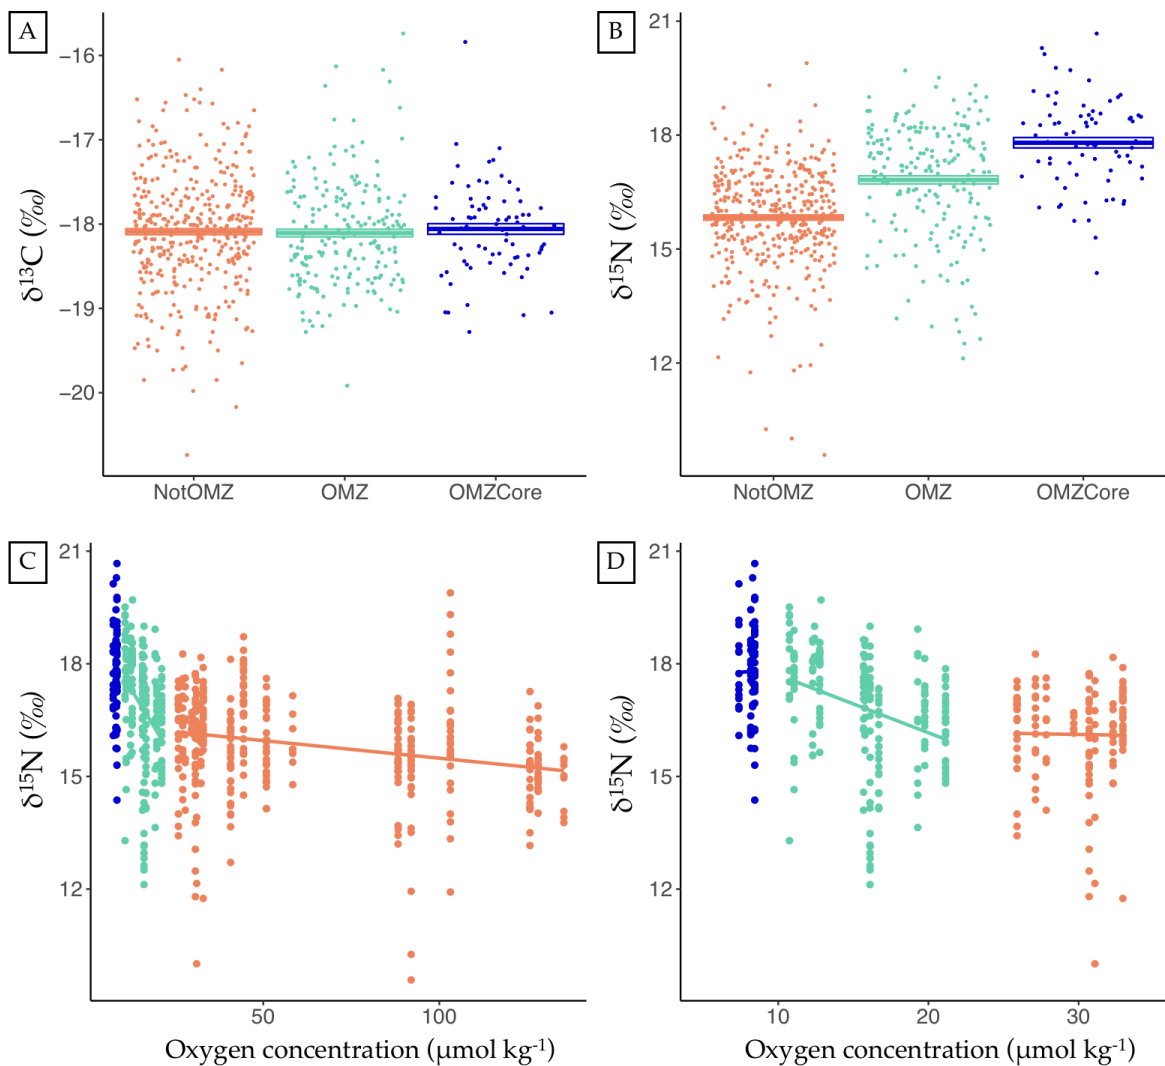 A
B
−16
−17
−18
−19
−20
δ13C (‰)
NotOMZ
OMZ
OMZCore
21
18
15
12
δ15N (‰)
NotOMZ
OMZ
OMZCore
C
D
21
18
15
12
δ15N (‰)
50
100
Oxygen concentration (μmol kg-1)
21
18
15
12
δ15N (‰)
10
20
30
Oxygen concentration (μmol kg-1)